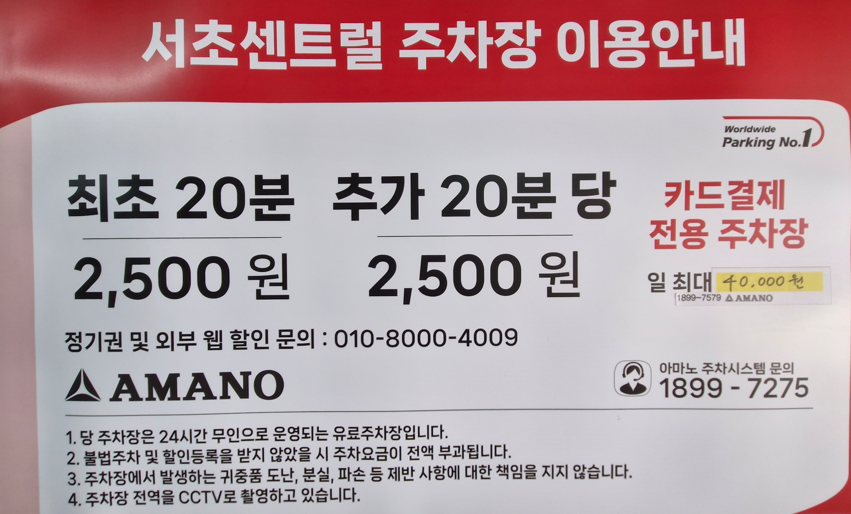 서초센트럴 주차장 이용안내
Worldwide
Parking No.1
최초 20분 추가 20분 당
2,500 원 2,500 원
카드결제
전용 주차장
일 최대 40.000원
1899-7579 AMANO
정기권 및 외부 웹 할인 문의 : 010-8000-4009
AMANO
아마노 주차시스템 문의
1899 - 7275
1. 당 주차장은 24시간 무인으로 운영되는 유료주차장입니다.
2. 불법주차 및 할인등록을 받지 않았을 시 주차요금이 전액 부과됩니다.
3. 주차장에서 발생하는 귀중품 도난, 분실, 파손 등 제반 사항에 대한 책임을 지지 않습니다.
4. 주차장 전역을 CCTV로 촬영하고 있습니다.